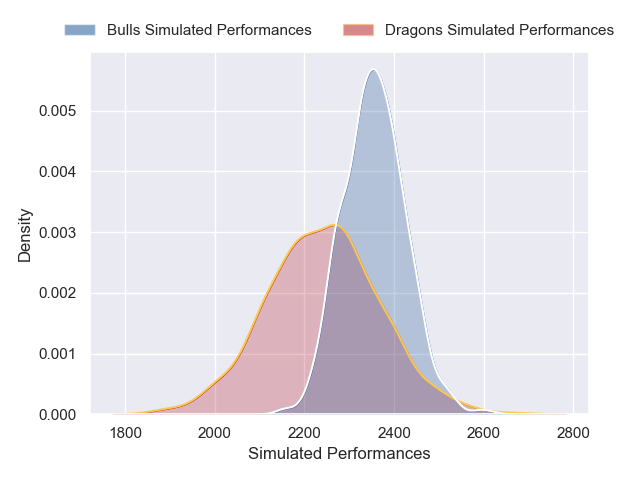 Bulls Simulated Performances
Dragons Simulated Performances
0.005
0.004
0.003
0.002
0.001
0.000
Density
1800 2000 2200 2400 2600 2800
Simulated Performances